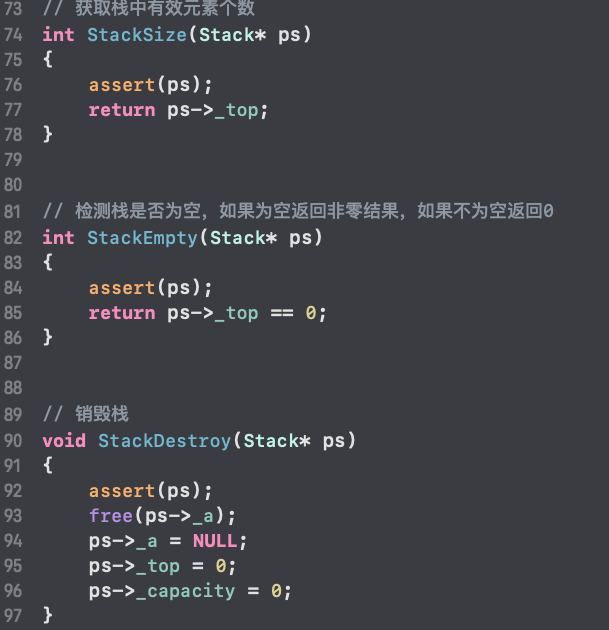 73 // 获取栈中有效元素个数
74 int StackSize(Stack* ps)
75 {
76     assert(ps);
77     return ps->_top;
78 }
79
80
81 // 检测栈是否为空，如果为空返回非零结果，如果不为空返回0
82 int StackEmpty(Stack* ps)
83 {
84     assert(ps);
85     return ps->_top == 0;
86 }
87
88
89 // 销毁栈
90 void StackDestroy(Stack* ps)
91 {
92     assert(ps);
93     free(ps->_a);
94     ps->_a = NULL;
95     ps->_top = 0;
96     ps->_capacity = 0;
97 }